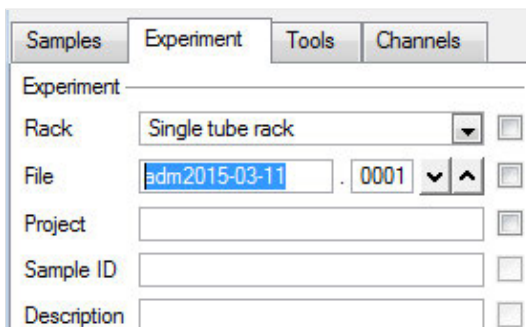 Samples Experiment Tools Channels
Experiment
Rack Single tube rack
File adm2015-03-11 . 0001
Project
Sample ID
Description